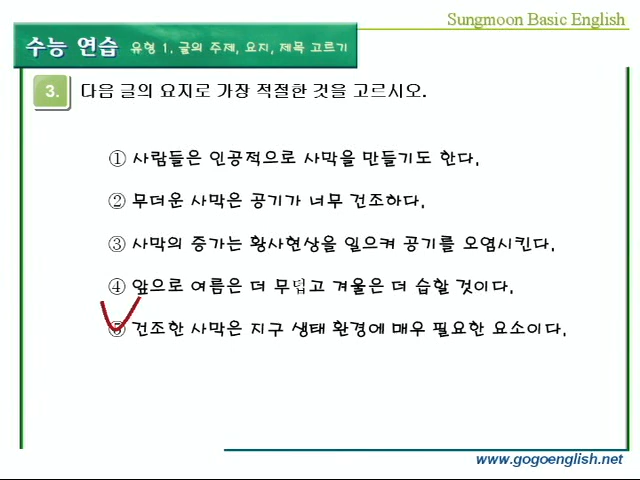 Sungmoon Basic English
수능 연습 유형 1. 글의 주제, 요지, 제목 고르기
3. 다음 글의 요지로 가장 적절한 것을 고르시오.
① 사람들은 인공적으로 사막을 만들기도 한다.
② 무더운 사막은 공기가 너무 건조하다.
③ 사막의 증가는 황사현상을 일으켜 공기를 오염시킨다.
④ 앞으로 여름은 더 무덥고 겨울은 더 습할 것이다.
⑤ 건조한 사막은 지구 생태 환경에 매우 필요한 요소이다.
www.gogoenglish.net